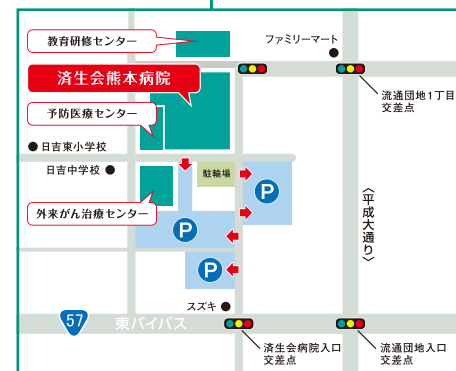 教育研修センター
ファミリーマート
済生会熊本病院
流通団地1丁目
交差点
予防医療センター
日吉東小学校
日吉中学校
駐輪場
P
外来がん治療センター
P
〈平成大通り〉
P
スズキ
57
東バイパス
済生会病院入口
交差点
流通団地入口
交差点